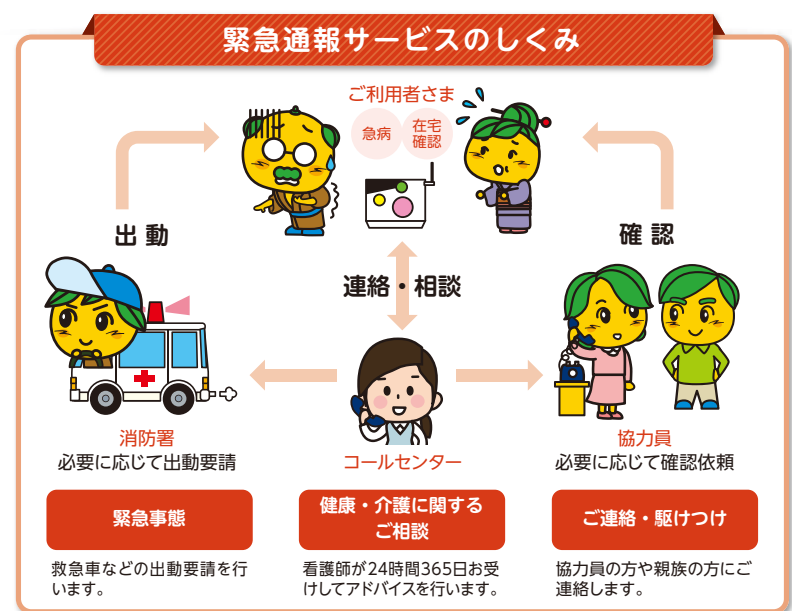 緊急通報サービスのしくみ
ご利用者さま
急病
在宅
確認
出動
確認
連絡・相談
消防署
必要に応じて出動要請
コールセンター
協力員
必要に応じて確認依頼
緊急事態
救急車などの出動要請を行
います。
健康・介護に関する
ご相談
看護師が24時間365日お受
けしてアドバイスを行います。
ご連絡・駆けつけ
協力員の方や親族の方にご
連絡します。